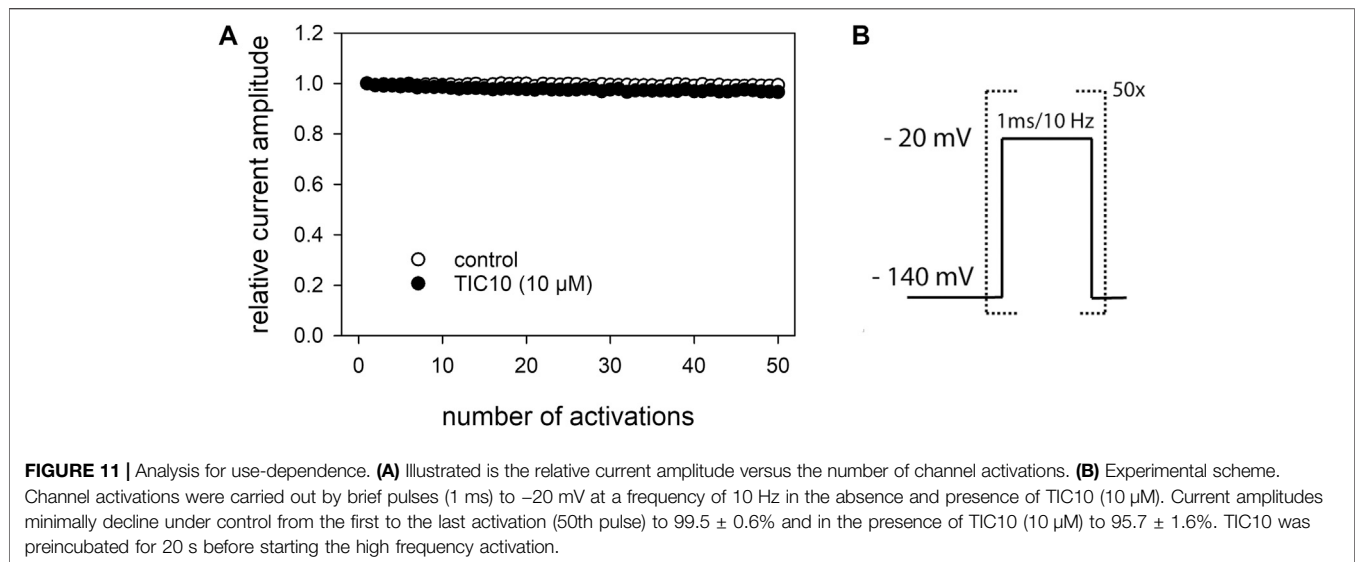 A
relative current amplitude
1.2
1.0
0.8
0.6
0.4
0.2
0.0
control
TIC10 (10 µM)
0 10 20 30 40 50
number of activations
B
50x
1ms/10 Hz
- 20 mV
- 140 mV
FIGURE 11 | Analysis for use-dependence. (A) Illustrated is the relative current amplitude versus the number of channel activations. (B) Experimental scheme.
Channel activations were carried out by brief pulses (1 ms) to −20 mV at a frequency of 10 Hz in the absence and presence of TIC10 (10 µM). Current amplitudes
minimally decline under control from the first to the last activation (50th pulse) to 99.5 ± 0.6% and in the presence of TIC10 (10 µM) to 95.7 ± 1.6%. TIC10 was
preincubated for 20 s before starting the high frequency activation.